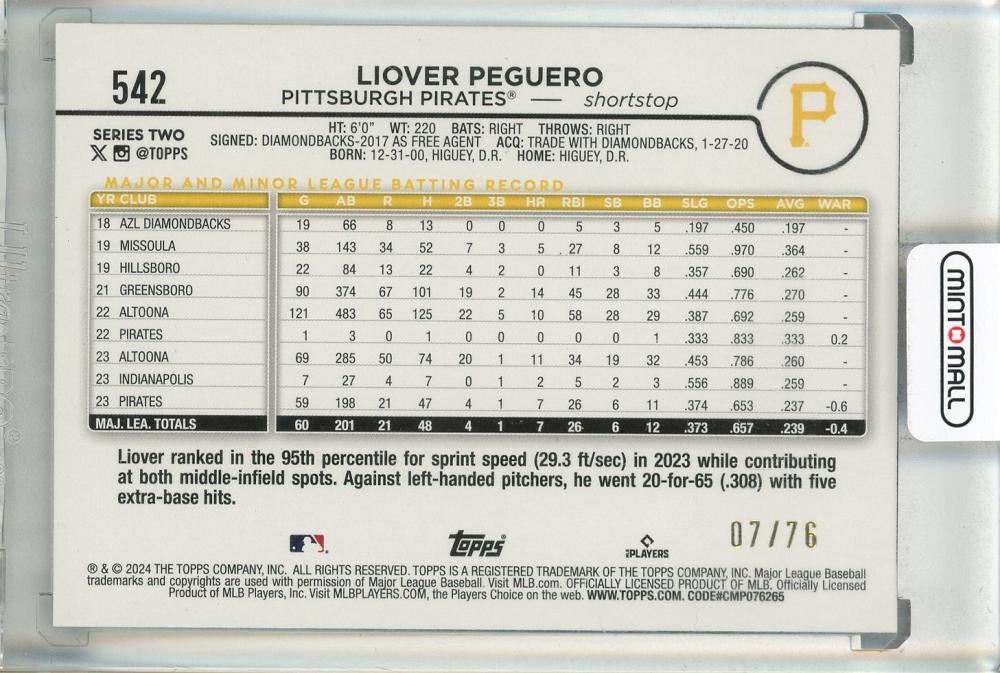 542
LIOVER PEGUERO
PITTSBURGH PIRATES® — shortstop
P
SERIES TWO
X @TOPPS
HT: 6'0" WT: 220 BATS: RIGHT THROWS: RIGHT
SIGNED: DIAMONDBACKS-2017 AS FREE AGENT ACQ: TRADE WITH DIAMONDBACKS, 1-27-20
BORN: 12-31-00, HIGUEY, D.R. HOME: HIGUEY, D.R.
MAJOR AND MINOR LEAGUE BATTING RECORD
YR CLUB G AB R H 2B 3B HR RBI SB BB SLG OPS AVG WAR
18 AZL DIAMONDBACKS 19 66 8 13 0 0 0 5 3 5 .197 .450 .197 -
19 MISSOULA 38 143 34 52 7 3 5 27 8 12 .559 .970 .364 -
19 HILLSBORO 22 84 13 22 4 2 0 11 3 8 .357 .690 .262 -
21 GREENSBORO 90 374 67 101 19 2 14 45 28 33 .444 .776 .270 -
22 ALTOONA 121 483 65 125 22 5 10 58 28 29 .387 .692 .259 -
22 PIRATES 1 3 0 1 0 0 0 0 0 1 .333 .833 .333 0.2
23 ALTOONA 69 285 50 74 20 1 11 34 19 32 .453 .786 .260 -
23 INDIANAPOLIS 7 27 4 7 0 1 2 5 2 3 .556 .889 .259 -
23 PIRATES 59 198 21 47 4 1 7 26 6 11 .374 .653 .237 -0.6
MAJ. LEA. TOTALS 60 201 21 48 4 1 7 26 6 12 .373 .657 .239 -0.4
Liover ranked in the 95th percentile for sprint speed (29.3 ft/sec) in 2023 while contributing
at both middle-infield spots. Against left-handed pitchers, he went 20-for-65 (.308) with five
extra-base hits.
Topps
PLAYERS
07/76
® & © 2024 THE TOPPS COMPANY, INC. ALL RIGHTS RESERVED. TOPPS IS A REGISTERED TRADEMARK OF THE TOPPS COMPANY, INC. Major League Baseball
trademarks and copyrights are used with permission of Major League Baseball. Visit MLB.com. OFFICIALLY LICENSED PRODUCT OF MLB. Officially Licensed
Product of MLB Players, Inc. Visit MLBPLAYERS.COM, the Players Choice on the web. WWW.TOPPS.COM. CODE#CMP076265
MINTMALL